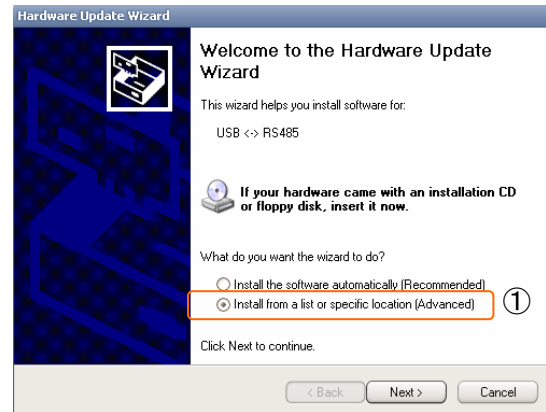 Hardware Update Wizard
Welcome to the Hardware Update
Wizard
This wizard helps you install software for:
USB <-> RS485
If your hardware came with an installation CD
or floppy disk, insert it now.
What do you want the wizard to do?
Install the software automatically (Recommended)
Install from a list or specific location (Advanced)
①
Click Next to continue.
< Back
Next >
Cancel